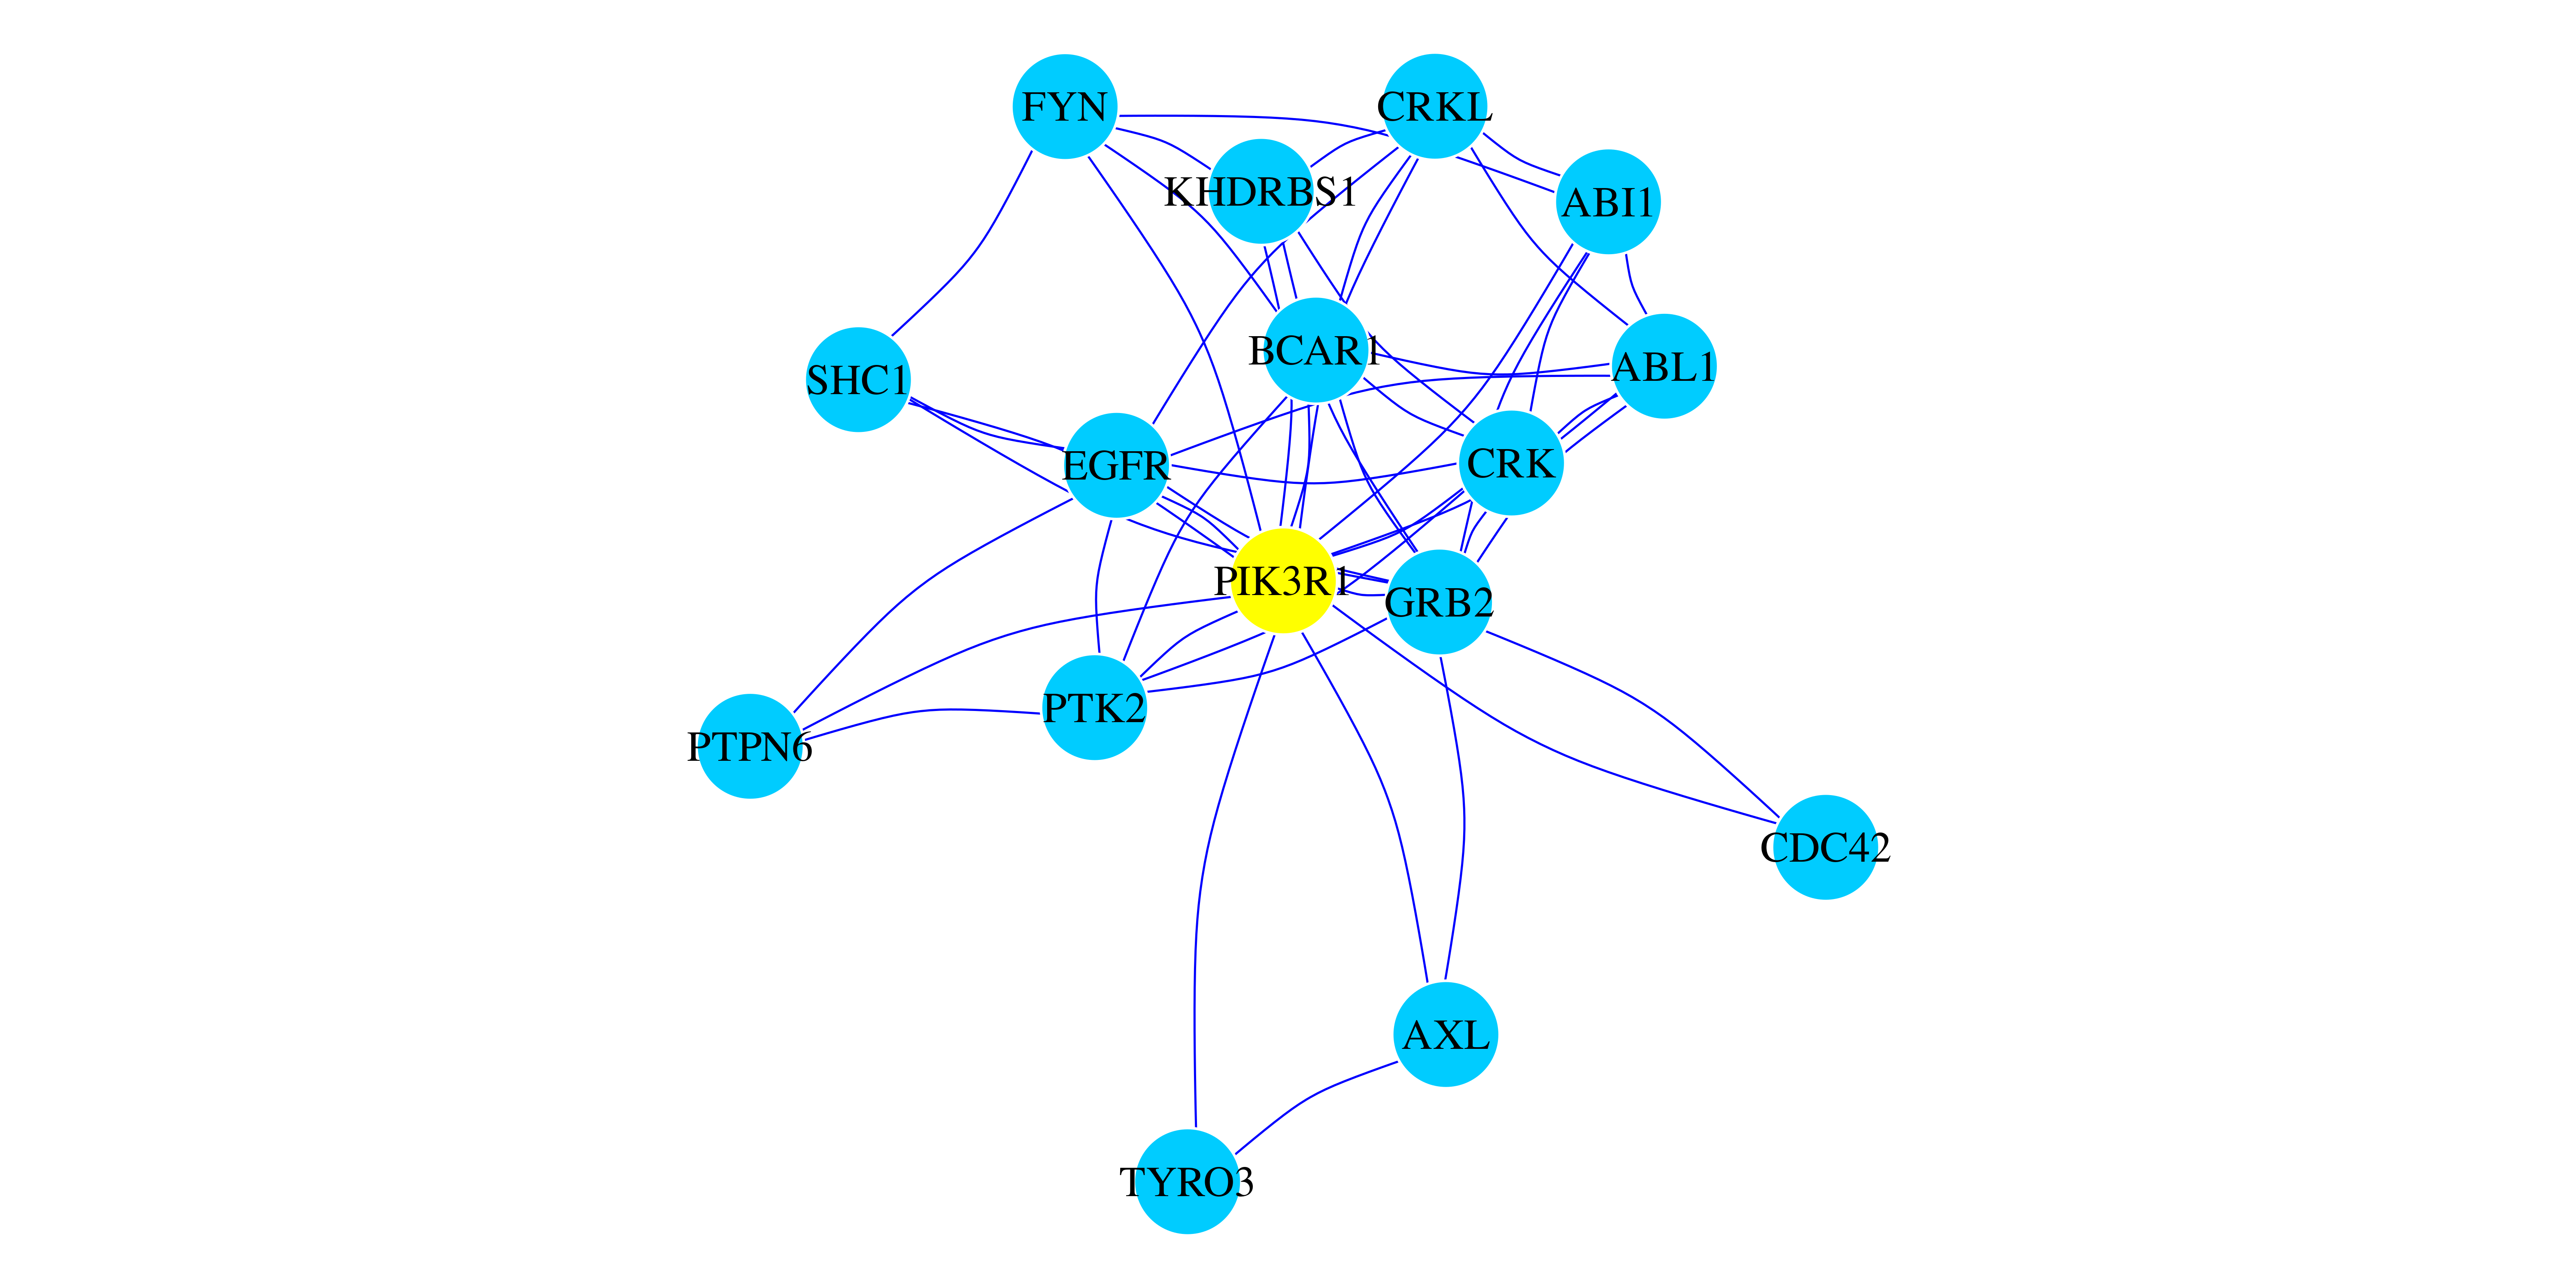 FYN
CRKL
KHDRBS1
ABI1
BCAR1
ABL1
SHC1
EGFR
CRK
PIK3R1
GRB2
PTK2
PTPN6
CDC42
AXL
TYRO3